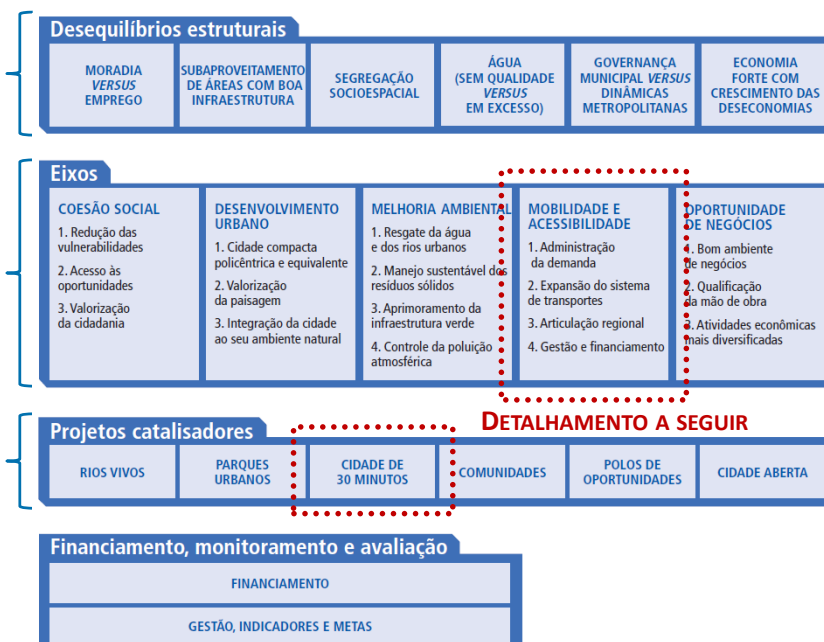 Desequilíbrios estruturais
MORADIA
VERSUS
EMPREGO
SUBAPROVEITAMENTO
DE ÁREAS COM BOA
INFRAESTRUTURA
SEGREGAÇÃO
SOCIOESPACIAL
ÁGUA
(SEM QUALIDADE
VERSUS
EM EXCESSO)
GOVERNANÇA
MUNICIPAL VERSUS
DINÂMICAS
METROPOLITANAS
ECONOMIA
FORTE COM
CRESCIMENTO DAS
DESECONOMIAS
Eixos
COESÃO SOCIAL
1. Redução das
vulnerabilidades
2. Acesso às
oportunidades
3. Valorização
da cidadania
DESENVOLVIMENTO
URBANO
1. Cidade compacta
policêntrica e equivalente
2. Valorização
da paisagem
3. Integração da cidade
ao seu ambiente natural
MELHORIA AMBIENTAL
1. Resgate da água
e dos rios urbanos
2. Manejo sustentável dos
resíduos sólidos
3. Aprimoramento da
infraestrutura verde
4. Controle da poluição
atmosférica
MOBILIDADE E
ACESSIBILIDADE
1. Administração
da demanda
2. Expansão do sistema
de transportes
3. Articulação regional
4. Gestão e financiamento
OPORTUNIDADE
DE NEGÓCIOS
1. Bom ambiente
de negócios
2. Qualificação
da mão de obra
3. Atividades econômicas
mais diversificadas
DETALHAMENTO A SEGUIR
Projetos catalisadores
RIOS VIVOS
PARQUES
URBANOS
CIDADE DE
30 MINUTOS
COMUNIDADES
POLOS DE
OPORTUNIDADES
CIDADE ABERTA
Financiamento, monitoramento e avaliação
FINANCIAMENTO
GESTÃO, INDICADORES E METAS